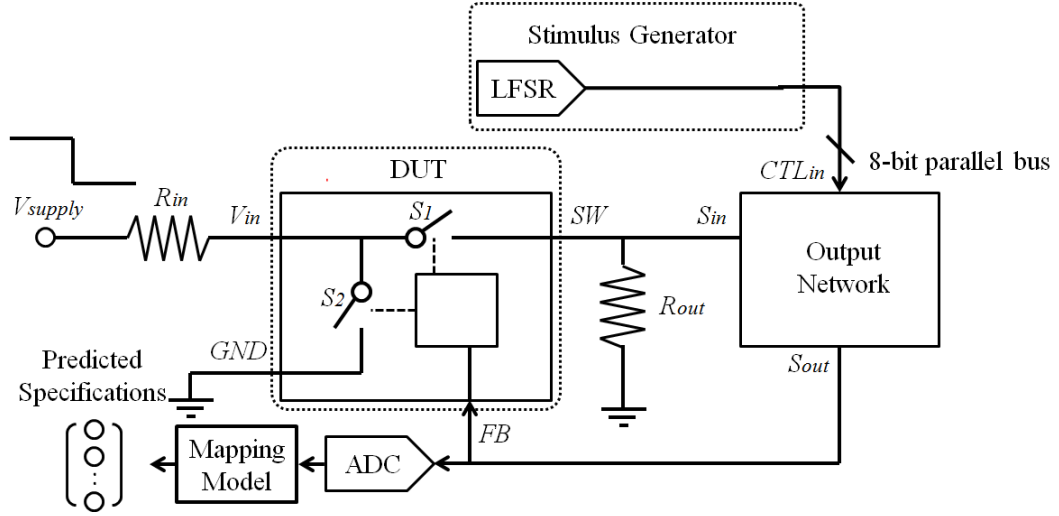 Stimulus Generator
LFSR
8-bit parallel bus
CTLin
DUT
Vsupply
Rin
Vin
S1
SW
Sin
Output
Network
S2
Rout
GND
Sout
Predicted
Specifications
FB
Mapping
Model
ADC